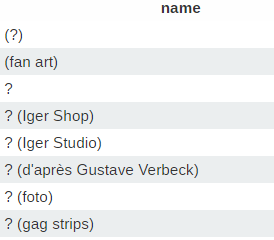 name
(?)
(fan art)
?
? (Iger Shop)
? (Iger Studio)
? (d'après Gustave Verbeck)
? (foto)
? (gag strips)